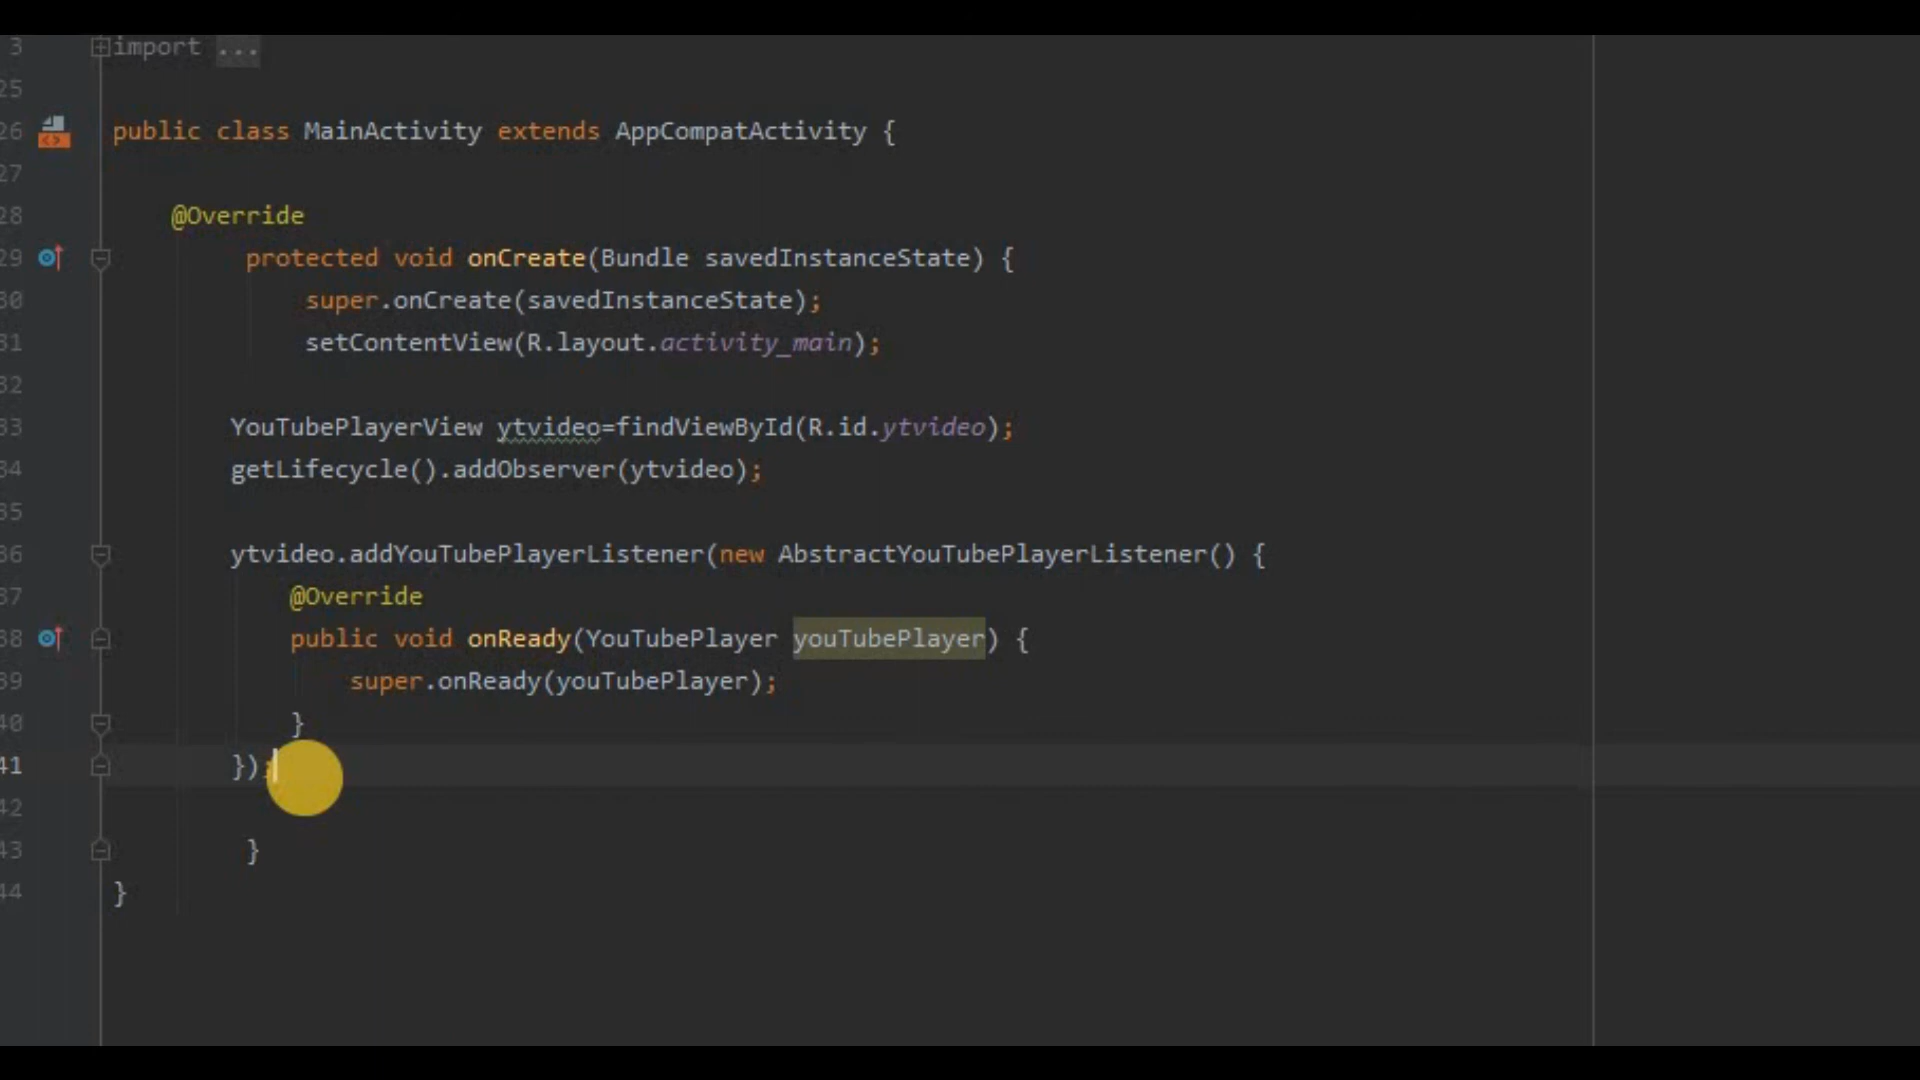 3 import ...
25
26 public class MainActivity extends AppCompatActivity {
27
28 @Override
29 protected void onCreate(Bundle savedInstanceState) {
30 super.onCreate(savedInstanceState);
31 setContentView(R.layout.activity_main);
32
33 YouTubePlayerView ytvideo=findViewById(R.id.ytvideo);
34 getLifecycle().addObserver(ytvideo);
35
36 ytvideo.addYouTubePlayerListener(new AbstractYouTubePlayerListener() {
37 @Override
38 public void onReady(YouTubePlayer youTubePlayer) {
39 super.onReady(youTubePlayer);
40 }
41 });
42
43 }
44 }